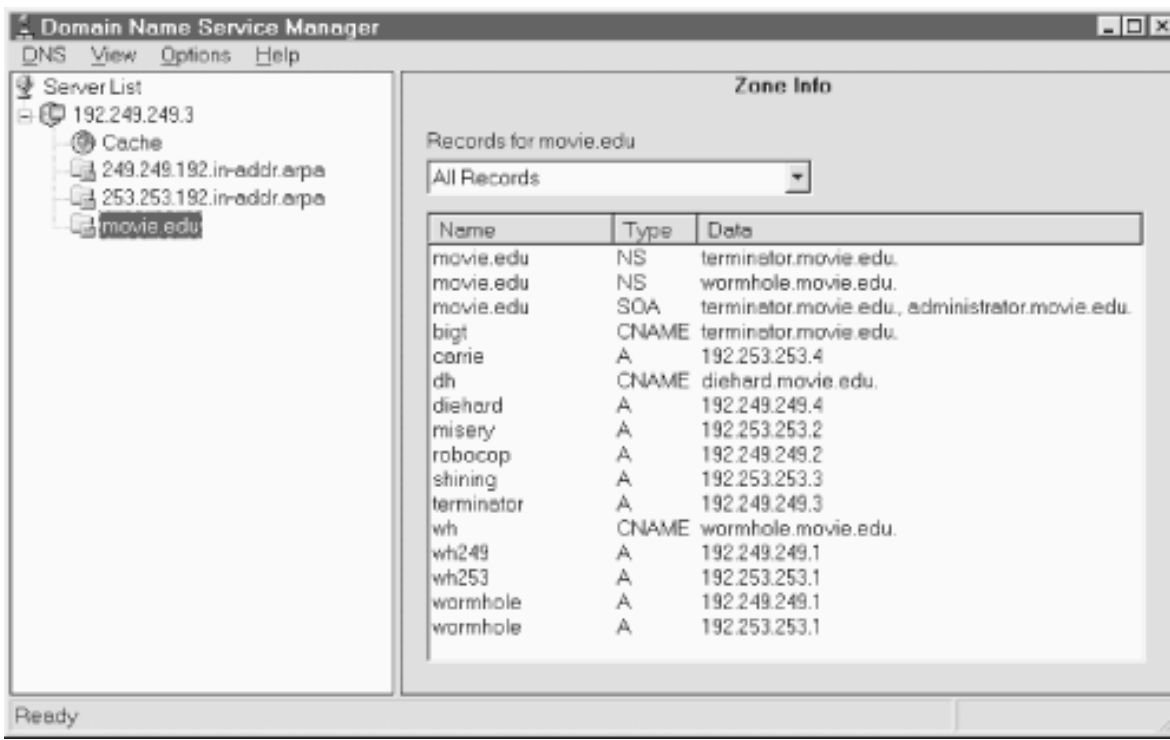 Domain Name Service Manager
DNS View Options Help
Server List
192.249.249.3
Cache
249.249.192.in-addr.arpa
253.253.192.in-addr.arpa
movie.edu
Zone Info
Records for movie.edu
All Records
Name Type Data
movie.edu NS terminator.movie.edu.
movie.edu NS wormhole.movie.edu.
movie.edu SOA terminator.movie.edu., administrator.movie.edu.
bigt CNAME terminator.movie.edu.
carrie A 192.253.253.4
dh CNAME diehard.movie.edu.
diehard A 192.249.249.4
misery A 192.253.253.2
robocop A 192.249.249.2
shining A 192.253.253.3
terminator A 192.249.249.3
wh CNAME wormhole.movie.edu.
wh249 A 192.249.249.1
wh253 A 192.253.253.1
wormhole A 192.249.249.1
wormhole A 192.253.253.1
Ready